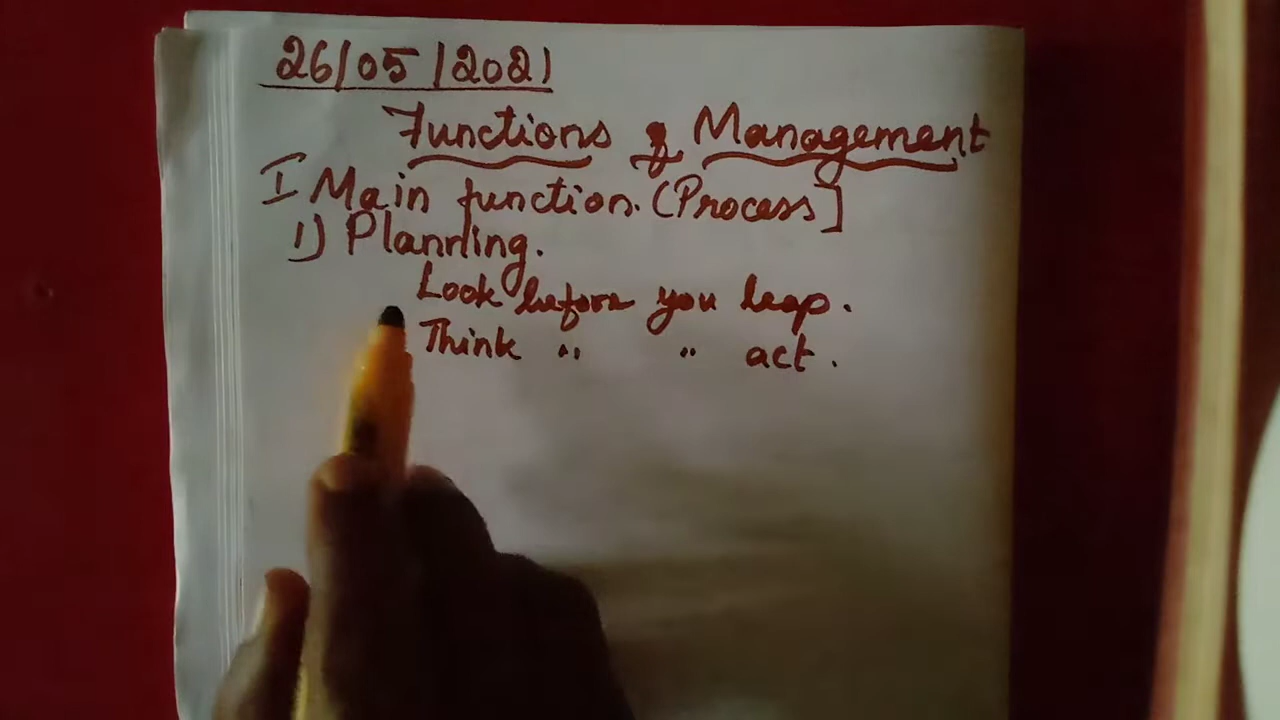 26/05/2021
Functions of Management
I Main function. (Process]
1) Planning.
Look before you leap.
Think " " act.